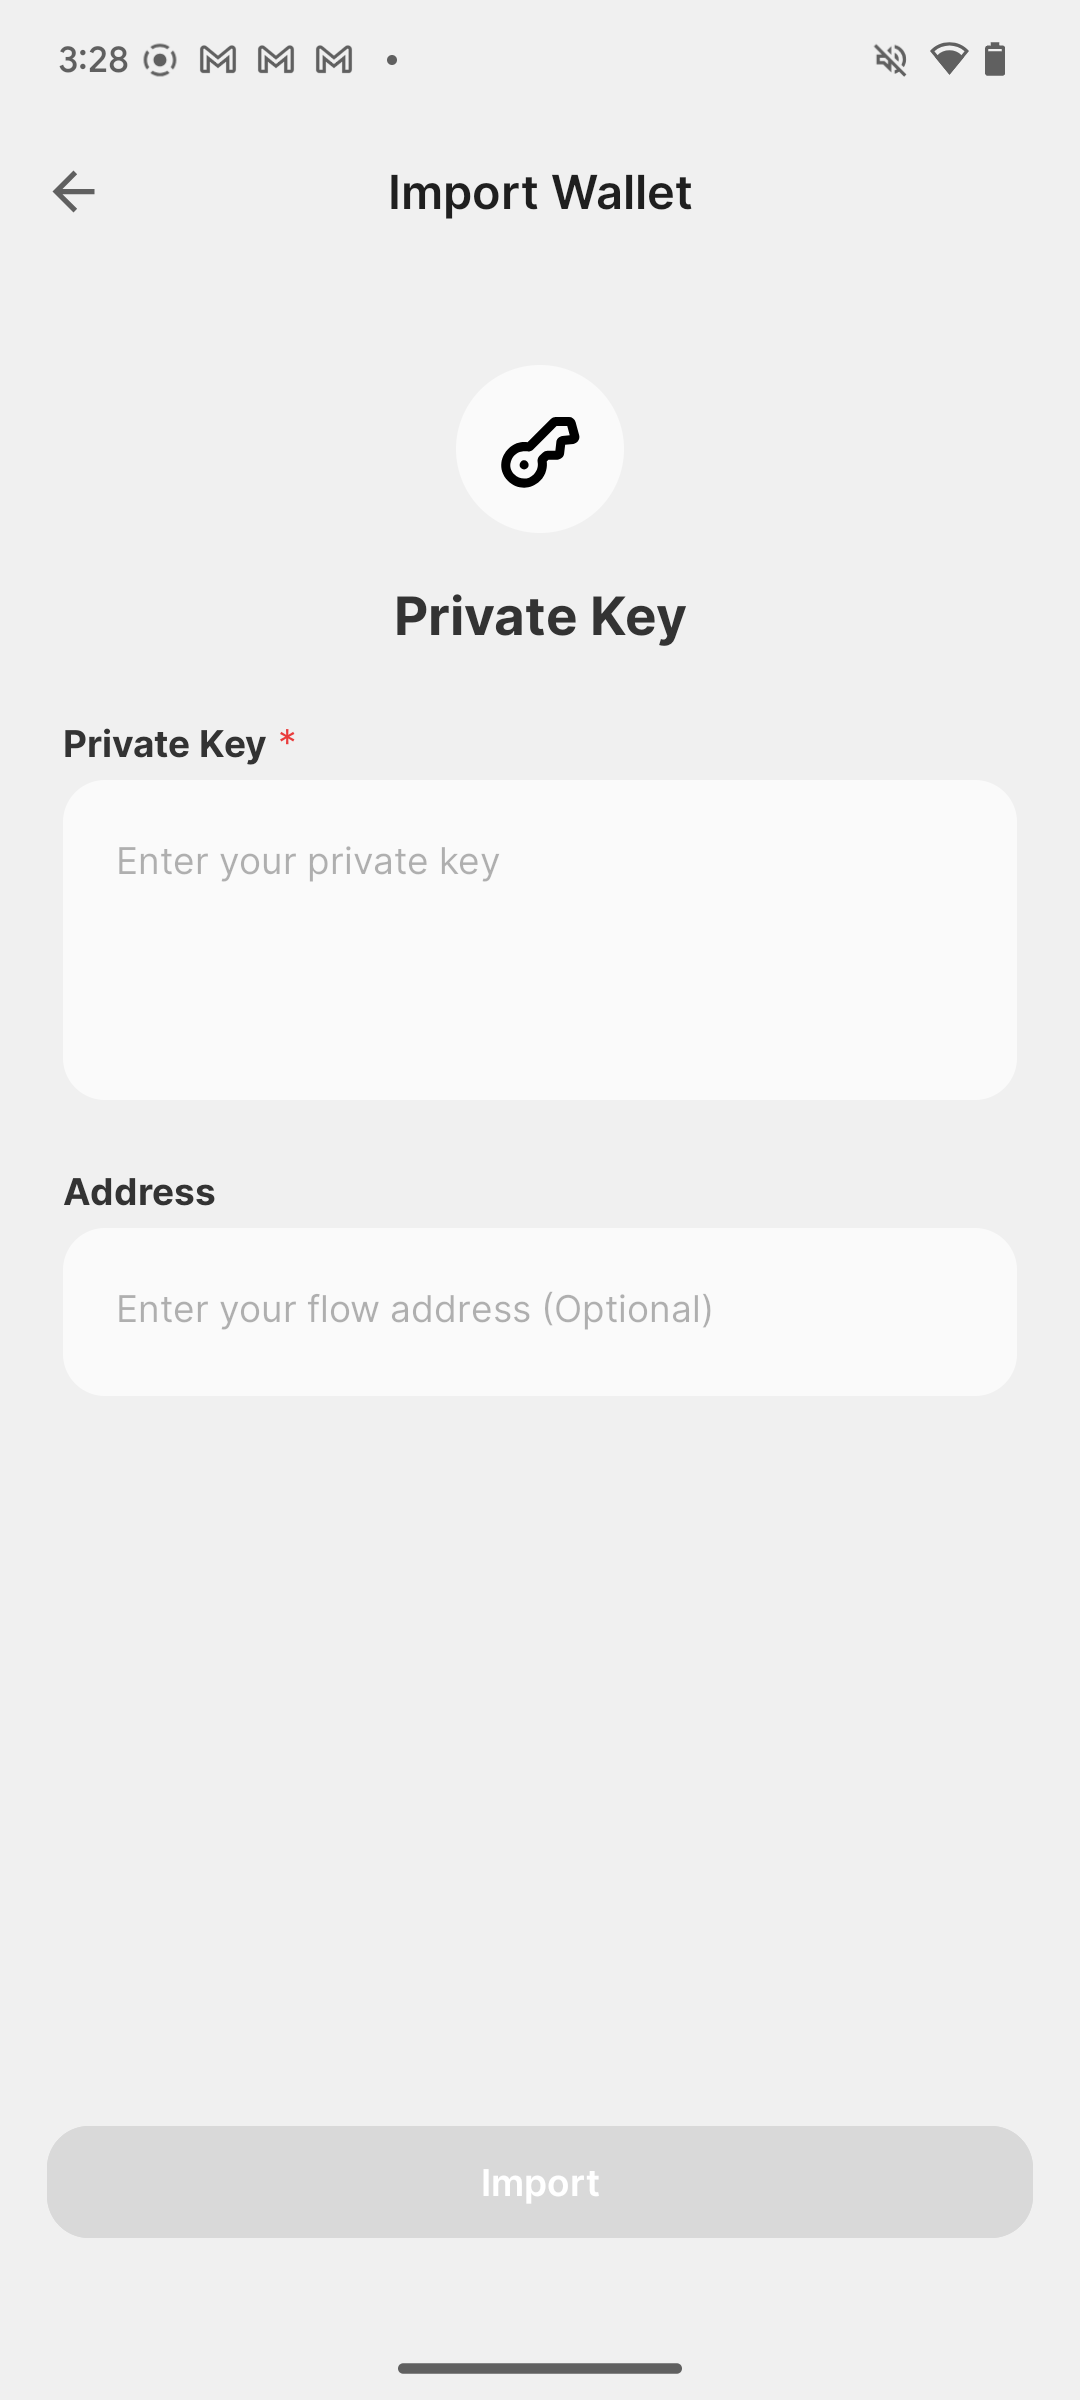 3:28
Import Wallet
Private Key
Private Key *
Enter your private key
Address
Enter your flow address (Optional)
Import